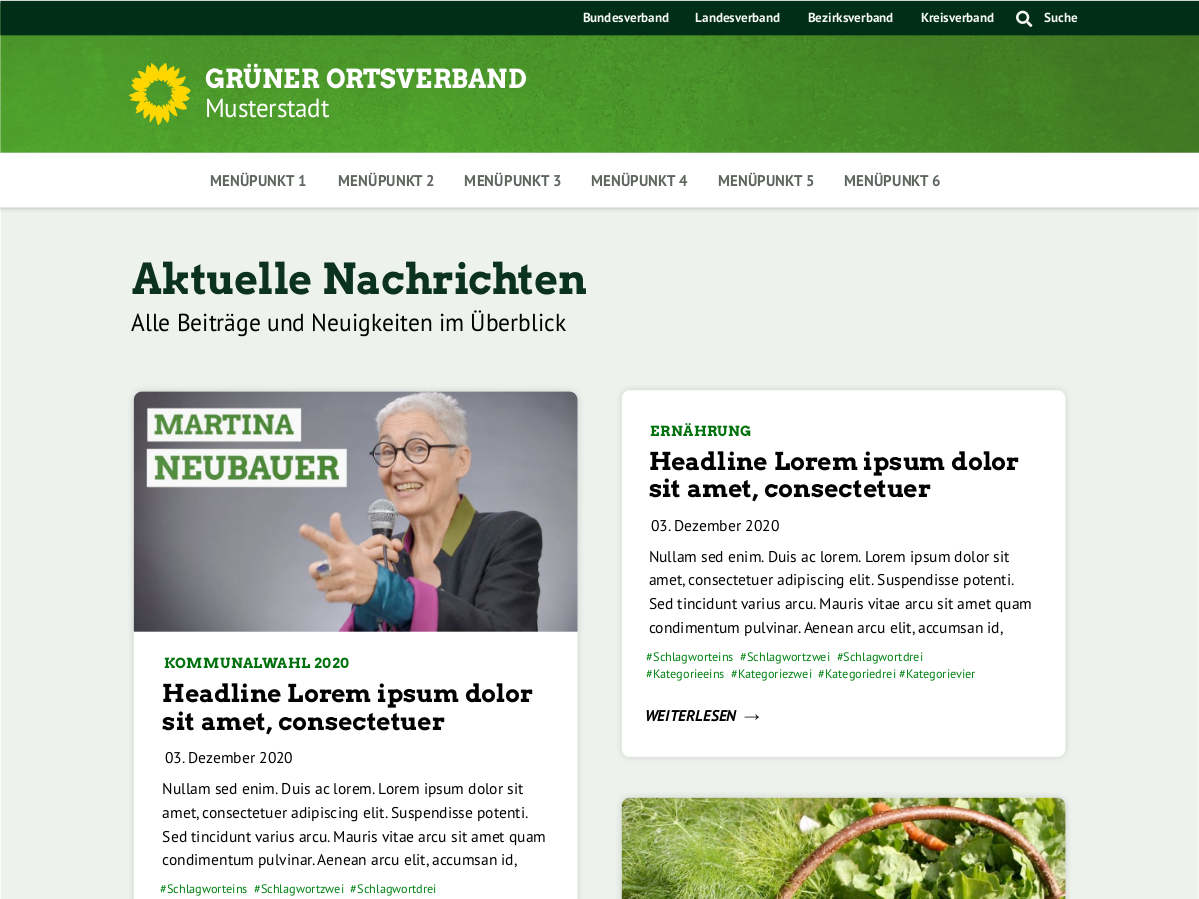 Bundesverband Landesverband Bezirksverband Kreisverband Suche
GRÜNER ORTSVERBAND
Musterstadt
MENÜPUNKT 1 MENÜPUNKT 2 MENÜPUNKT 3 MENÜPUNKT 4 MENÜPUNKT 5 MENÜPUNKT 6
Aktuelle Nachrichten
Alle Beiträge und Neuigkeiten im Überblick
MARTINA
NEUBAUER
KOMMUNALWAHL 2020
Headline Lorem ipsum dolor
sit amet, consectetuer
03. Dezember 2020
Nullam sed enim. Duis ac lorem. Lorem ipsum dolor sit
amet, consectetuer adipiscing elit. Suspendisse potenti.
Sed tincidunt varius arcu. Mauris vitae arcu sit amet quam
condimentum pulvinar. Aenean arcu elit, accumsan id,
#Schlagworteins #Schlagwortzwei #Schlagwortdrei
ERNÄHRUNG
Headline Lorem ipsum dolor
sit amet, consectetuer
03. Dezember 2020
Nullam sed enim. Duis ac lorem. Lorem ipsum dolor sit
amet, consectetuer adipiscing elit. Suspendisse potenti.
Sed tincidunt varius arcu. Mauris vitae arcu sit amet quam
condimentum pulvinar. Aenean arcu elit, accumsan id,
#Schlagworteins #Schlagwortzwei #Schlagwortdrei
#Kategorieeins #Kategoriezwei #Kategoriedrei #Kategorievier
WEITERLESEN →